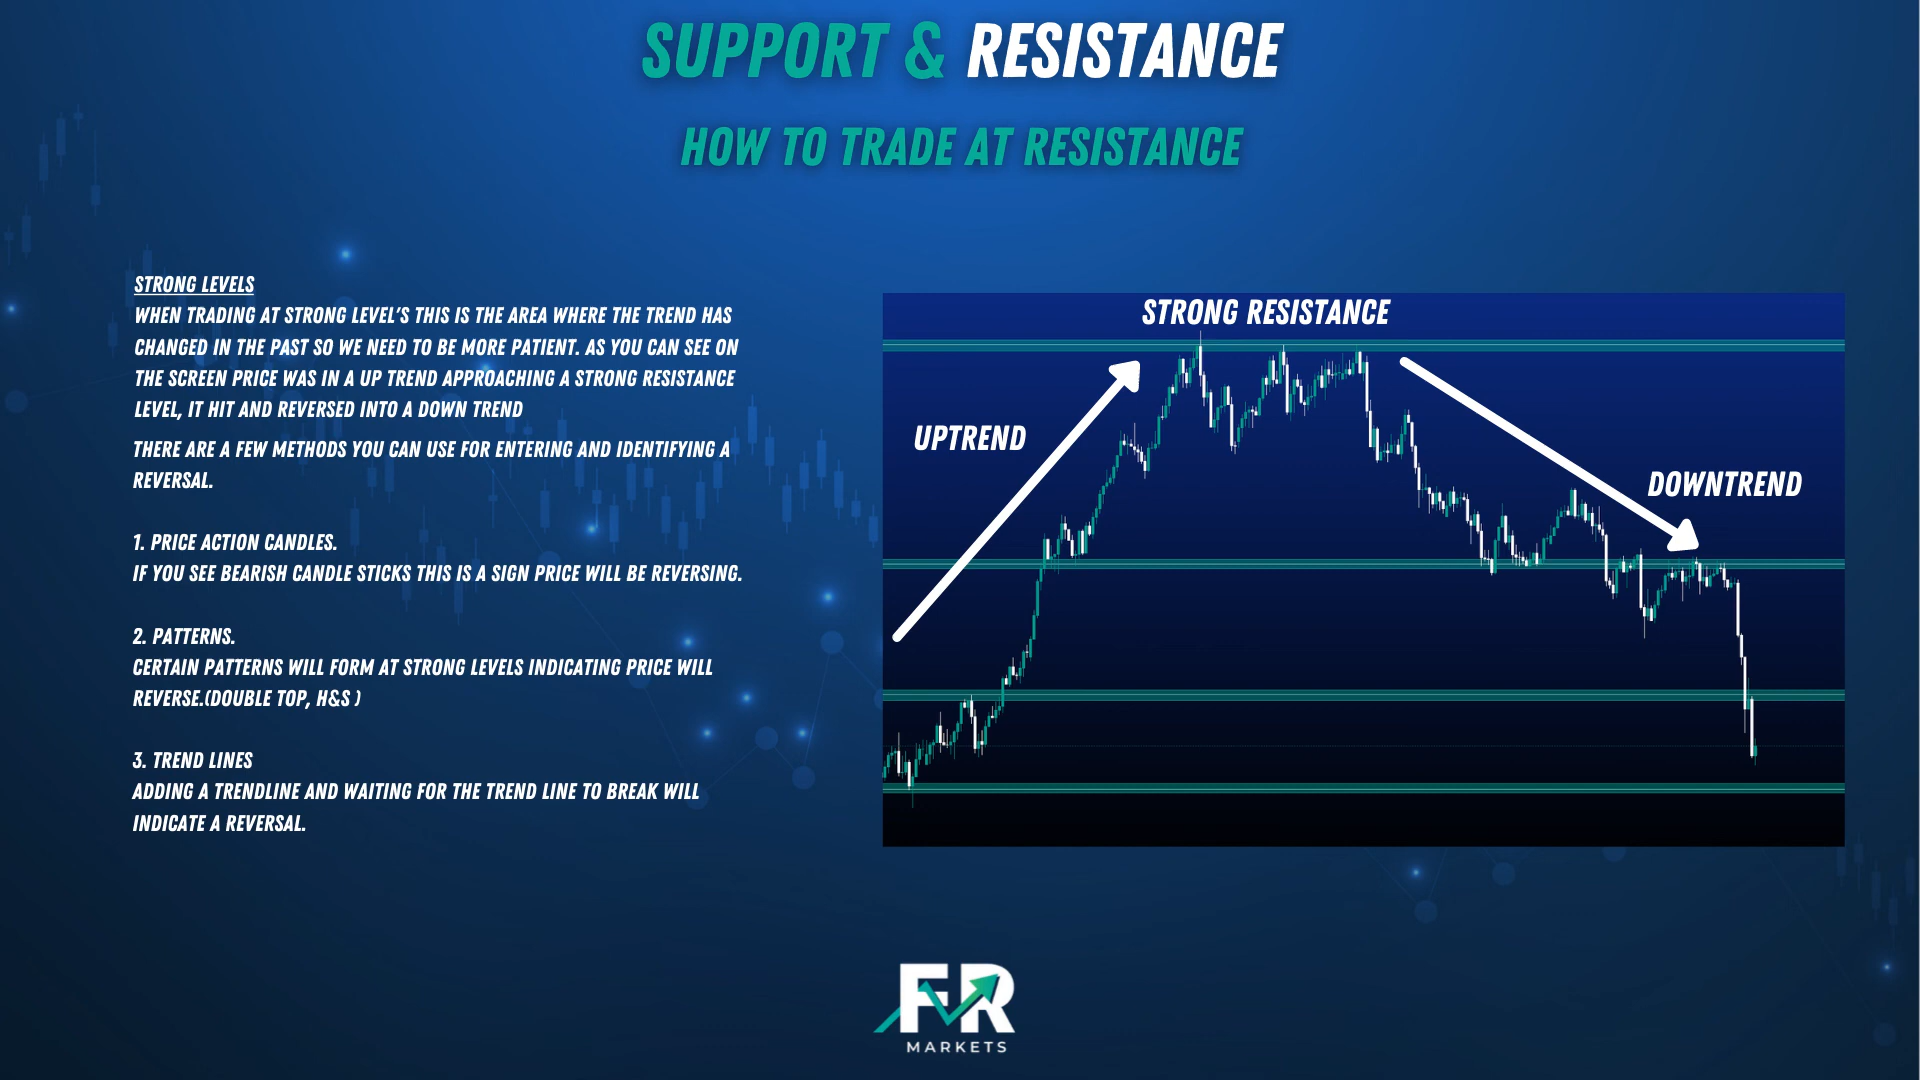 SUPPORT & RESISTANCE
HOW TO TRADE AT RESISTANCE
STRONG LEVELS
WHEN TRADING AT STRONG LEVEL'S THIS IS THE AREA WHERE THE TREND HAS
CHANGED IN THE PAST SO WE NEED TO BE MORE PATIENT. AS YOU CAN SEE ON
THE SCREEN PRICE WAS IN A UP TREND APPROACHING A STRONG RESISTANCE
LEVEL, IT HIT AND REVERSED INTO A DOWN TREND
THERE ARE A FEW METHODS YOU CAN USE FOR ENTERING AND IDENTIFYING A
REVERSAL.
1. PRICE ACTION CANDLES.
IF YOU SEE BEARISH CANDLE STICKS THIS IS A SIGN PRICE WILL BE REVERSING.
2. PATTERNS.
CERTAIN PATTERNS WILL FORM AT STRONG LEVELS INDICATING PRICE WILL
REVERSE.(DOUBLE TOP, H&S )
3. TREND LINES
ADDING A TRENDLINE AND WAITING FOR THE TREND LINE TO BREAK WILL
INDICATE A REVERSAL.
STRONG RESISTANCE
UPTREND
DOWNTREND
FR
MARKETS